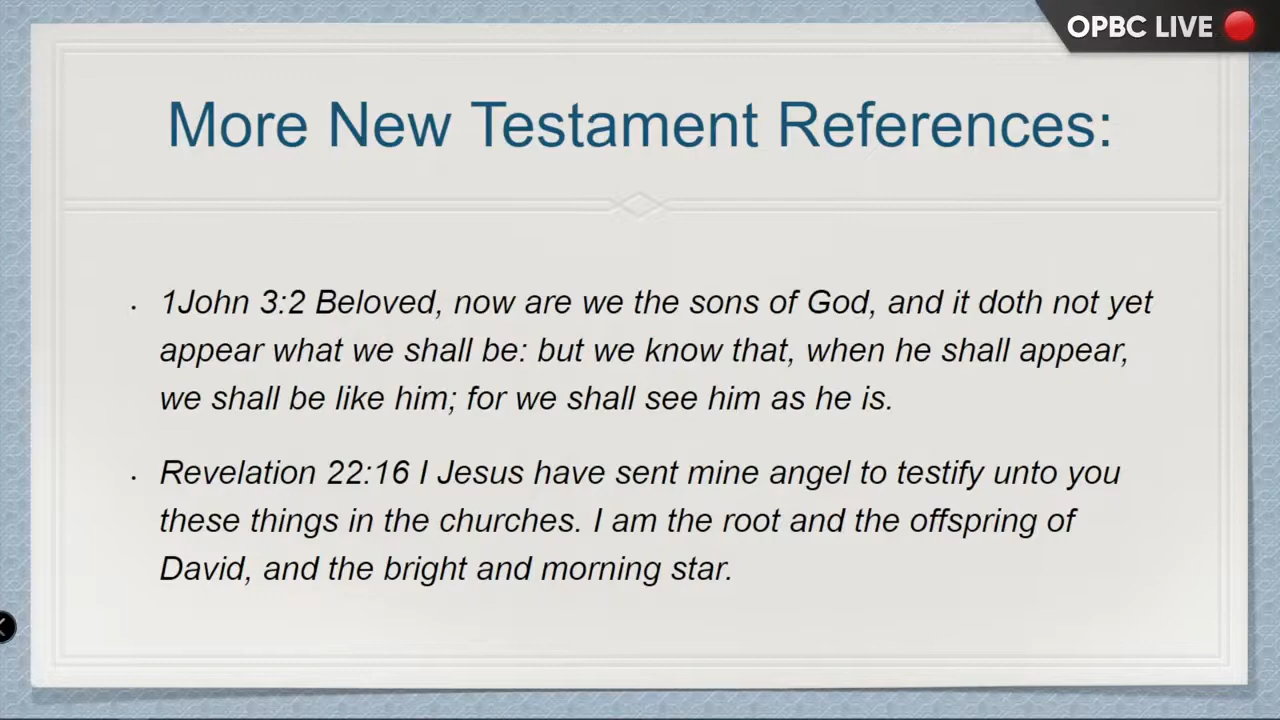 OPBC LIVE
More New Testament References:
· 1John 3:2 Beloved, now are we the sons of God, and it doth not yet
appear what we shall be: but we know that, when he shall appear,
we shall be like him; for we shall see him as he is.
· Revelation 22:16 I Jesus have sent mine angel to testify unto you
these things in the churches. I am the root and the offspring of
David, and the bright and morning star.